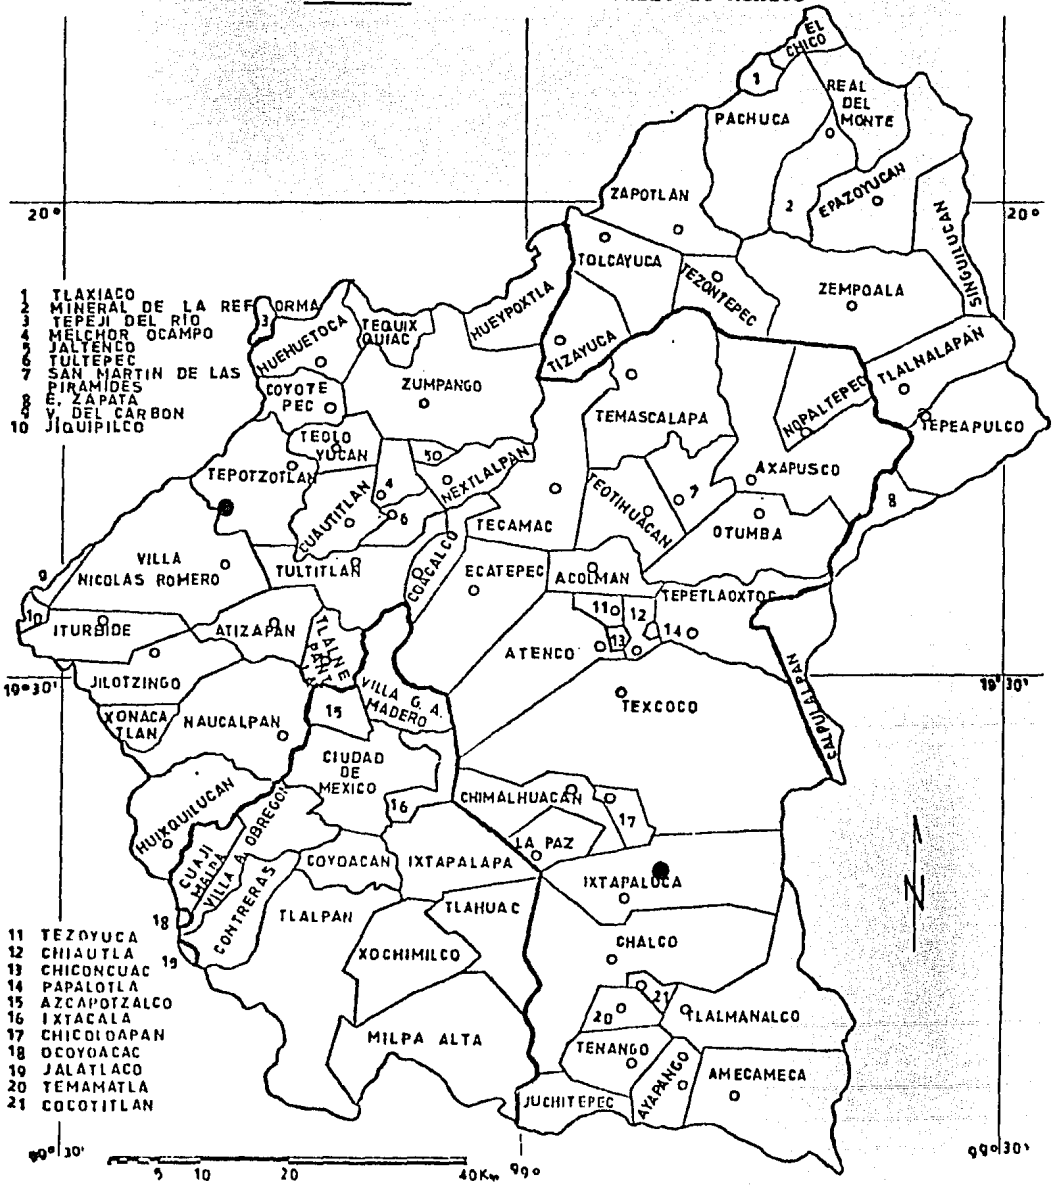 EL
CHICO
1
REAL
DEL
MONTE
PACHUCA
ZAPOTLAN
2
EPAZOYUCAN
SINGUILUCAN
20°
20°
TOLCAYUCA
TEZONTEPEC
ZEMPOALA
1 TLAXIACO
2 MINERAL DE LA REFORMA
3 TEPEJI DEL RIO
4 MELCHOR OCAMPO
5 JALTENCO
6 TULTEPEC
7 SAN MARTIN DE LAS
PIRAMIDES
8 E. ZAPATA
9 V. DEL CARBON
10 JIQUIPILCO
3
HUEHUETOCA
TEQUIX
QUIAC
HUEYPOXTLA
TIZAYUCA
TLALNALAPAN
COYOTE
PEC
ZUMPANGO
TEMASCALAPA
NOPALTEPEC
TEPEAPULCO
TEOLO
YUCAN
50
TEPOTZOTLAN
CUAUTITLAN
4
6
NEXTLALPAN
TECAMAC
TEOTIHUACAN
7
AXAPUSCO
8
OTUMBA
VILLA
NICOLAS ROMERO
TULTITLAN
COACALCO
ECATEPEC
ACOLMAN
TEPETLAOXTOC
9
10
ITURBIDE
ATIZAPAN
TLALNE
PANT
LA
11
12
13
14
ATENCO
JILOTZINGO
19°30'
19°30'
CALPULALPAN
XONACA
TLAN
NAUCALPAN
15
VILLA G. A.
MADERO
TEXCOCO
CIUDAD
DE
MEXICO
16
CHIMALHUACAN
17
HUIXQUILUCAN
CUAJI
MALPA
VILLA A. OBREGON
CONTRERAS
COYOACAN
IXTAPALAPA
LA PAZ
IXTAPALUCA
N
18
19
TLALPAN
TLAHUAC
XOCHIMILCO
CHALCO
11 TEZOYUCA
12 CHIAUTLA
13 CHICONCUAC
14 PAPALOTLA
15 AZCAPOTZALCO
16 IXTACALA
17 CHICOLOAPAN
18 OCOYOACAC
19 JALATLACO
20 TEMAMATLA
21 COCOTITLAN
21
20
TLALMANALCO
MILPA ALTA
TENANGO
AYAPANGO
AMECAMECA
JUCHITEPEC
99°30'
99°
99°30'
5 10 20 40Km